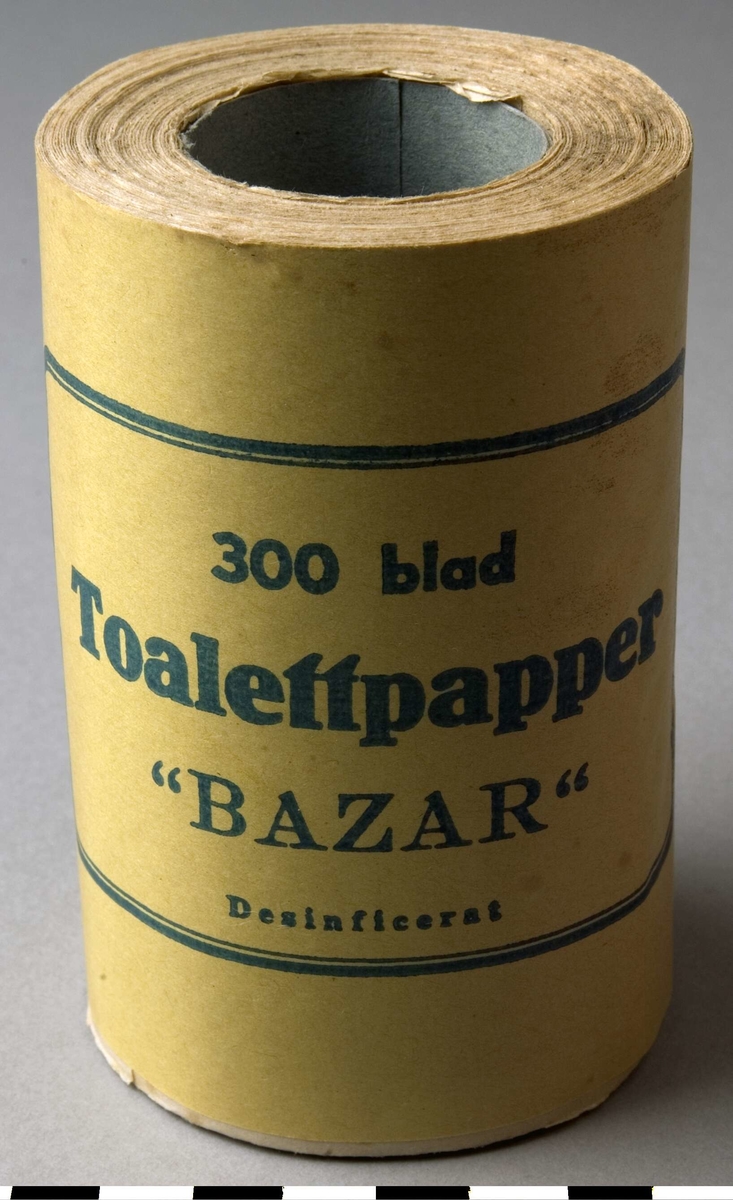 300 blad
Toalettpapper
“BAZAR“
Desinficerat